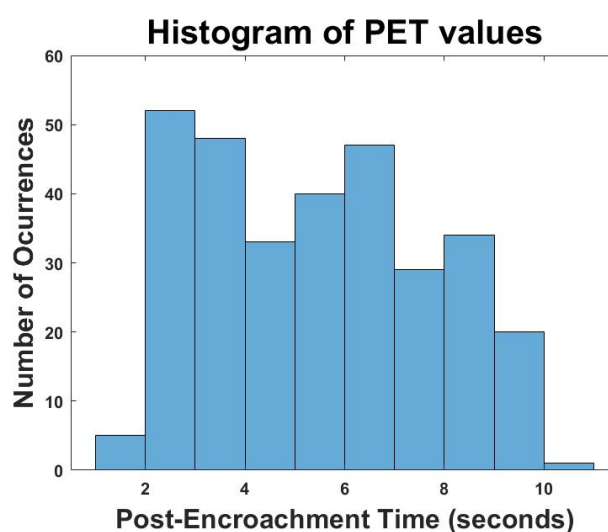 Histogram of PET values
60
50
40
30
20
10
0
Number of Ocurrences
2 4 6 8 10
Post-Encroachment Time (seconds)